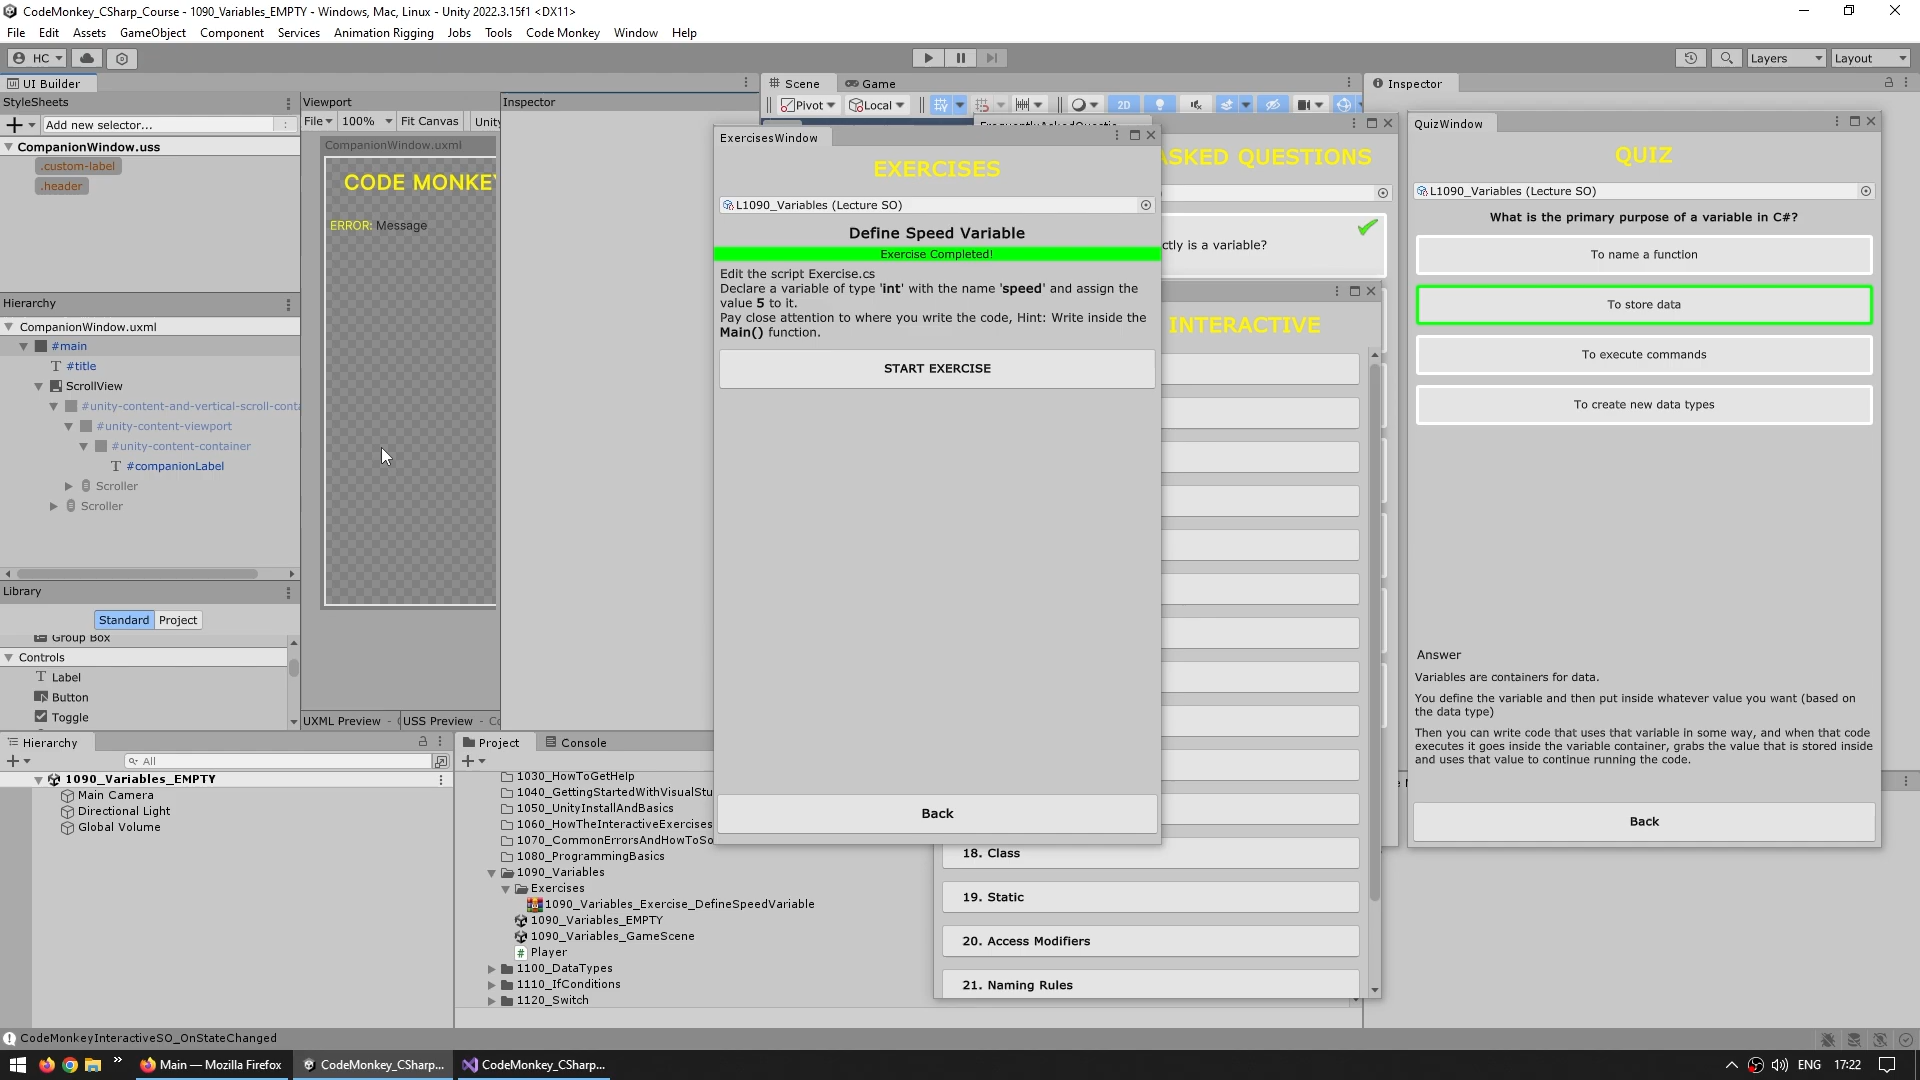 CodeMonkey_CSharp_Course - 1090_Variables_EMPTY - Windows, Mac, Linux - Unity 2022.3.15f1 <DX11>
File Edit Assets GameObject Component Services Animation Rigging Jobs Tools Code Monkey Window Help
HC
Layers
Layout
UI Builder
StyleSheets
Add new selector...
CompanionWindow.uss
.custom-label
.header
Hierarchy
CompanionWindow.uxml
#main
#title
ScrollView
#unity-content-and-vertical-scroll-cont
#unity-content-viewport
#unity-content-container
#companionLabel
Scroller
Scroller
Library
Standard Project
Group Box
Controls
Label
Button
Toggle
Viewport
File 100% Fit Canvas Unity
CompanionWindow.uxml
CODE MONKEY
ERROR: Message
UXML Preview -
USS Preview -
Inspector
Scene Game
Pivot Local 2D
ExercisesWindow
EXERCISES
L1090_Variables (Lecture SO)
Define Speed Variable
Exercise Completed!
Edit the script Exercise.cs
Declare a variable of type 'int' with the name 'speed' and assign the
value 5 to it.
Pay close attention to where you write the code, Hint: Write inside the
Main() function.
START EXERCISE
Back
ASKED QUESTIONS
ctly is a variable?
INTERACTIVE
18. Class
19. Static
20. Access Modifiers
21. Naming Rules
Inspector
QuizWindow
QUIZ
L1090_Variables (Lecture SO)
What is the primary purpose of a variable in C#?
To name a function
To store data
To execute commands
To create new data types
Answer
Variables are containers for data.
You define the variable and then put inside whatever value you want (based on
the data type)
Then you can write code that uses that variable in some way, and when that code
executes it goes inside the variable container, grabs the value that is stored inside
and uses that value to continue running the code.
Back
Hierarchy
All
1090_Variables_EMPTY
Main Camera
Directional Light
Global Volume
Project Console
1030_HowToGetHelp
1040_GettingStartedWithVisualStu
1050_UnityInstallAndBasics
1060_HowTheInteractiveExercises
1070_CommonErrorsAndHowToSo
1080_ProgrammingBasics
1090_Variables
Exercises
1090_Variables_Exercise_DefineSpeedVariable
1090_Variables_EMPTY
1090_Variables_GameScene
Player
1100_DataTypes
1110_IfConditions
1120_Switch
CodeMonkeyInteractiveSO_OnStateChanged
Main — Mozilla Firefox
CodeMonkey_CSharp...
CodeMonkey_CSharp...
ENG 17:22